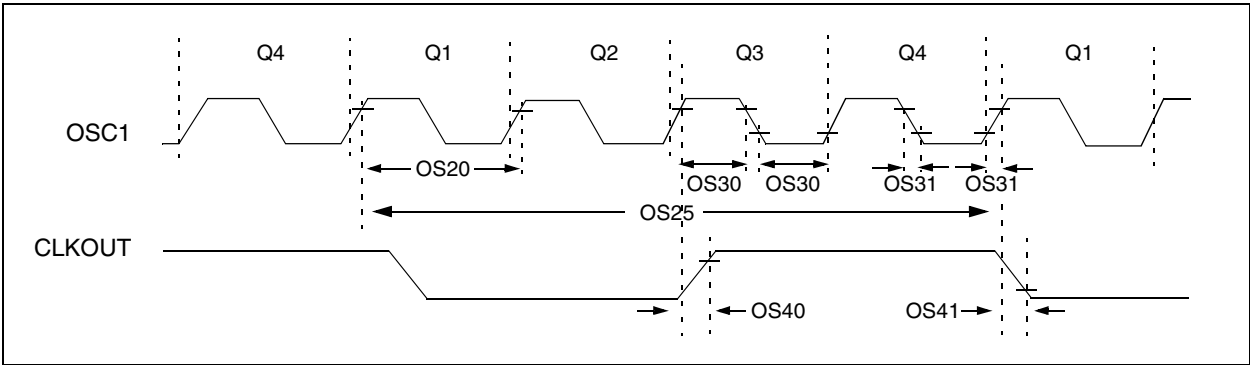 Q4 Q1 Q2 Q3 Q4 Q1
OSC1
OS20
OS30 OS30 OS31 OS31
OS25
CLKOUT
OS40 OS41